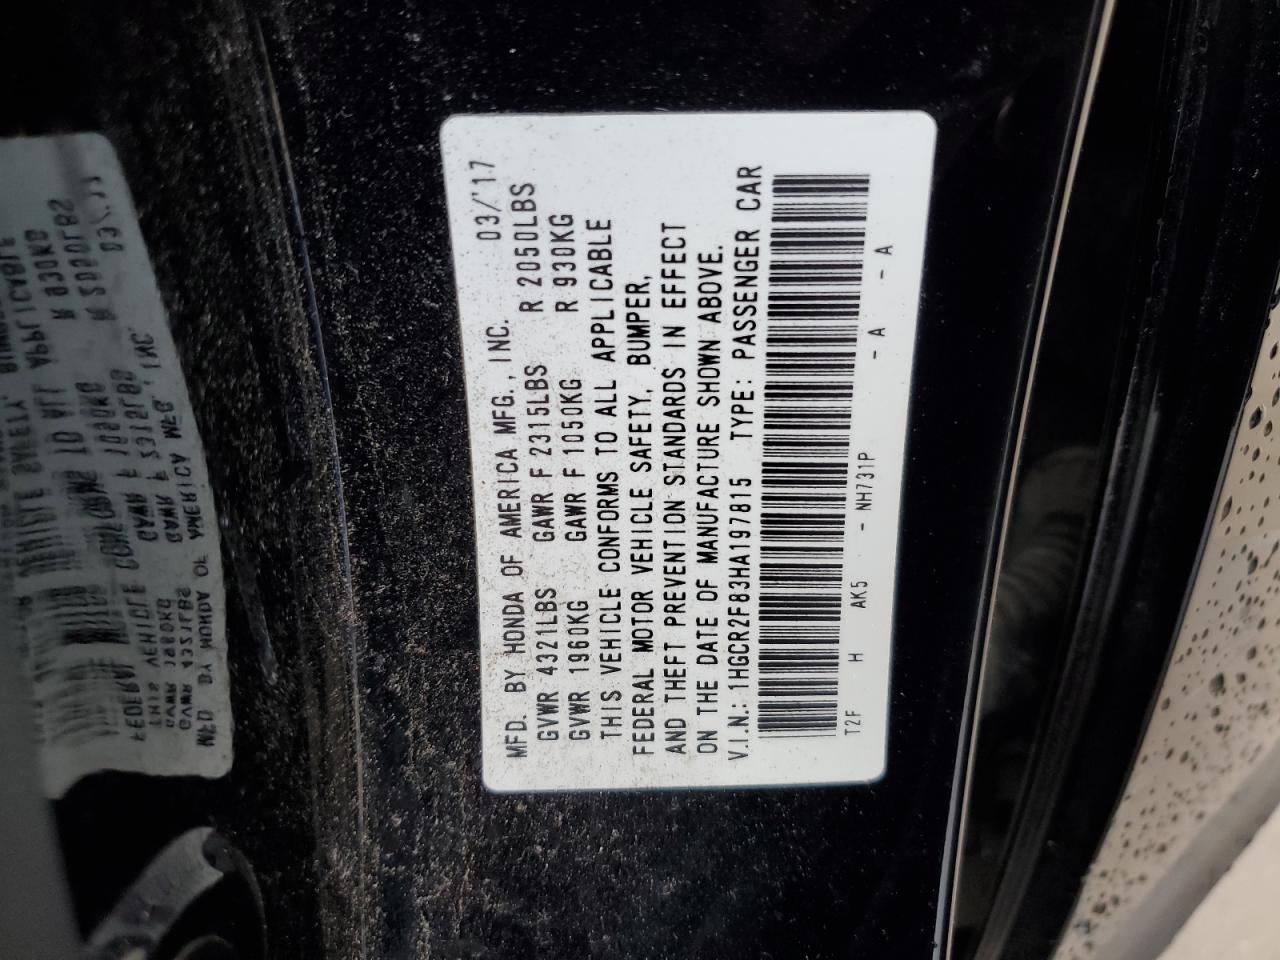 MFD. BY HONDA OF AMERICA MFG., INC. 03/'17
GVWR 4321LBS GAWR F 2315LBS R 2050LBS
GVWR 1960KG GAWR F 1050KG R 930KG
THIS VEHICLE CONFORMS TO ALL APPLICABLE
FEDERAL MOTOR VEHICLE SAFETY, BUMPER,
AND THEFT PREVENTION STANDARDS IN EFFECT
ON THE DATE OF MANUFACTURE SHOWN ABOVE.
V.I.N.: 1HGCR2F83HA197815 TYPE: PASSENGER CAR
T2F H AK5 - NH731P - A - A